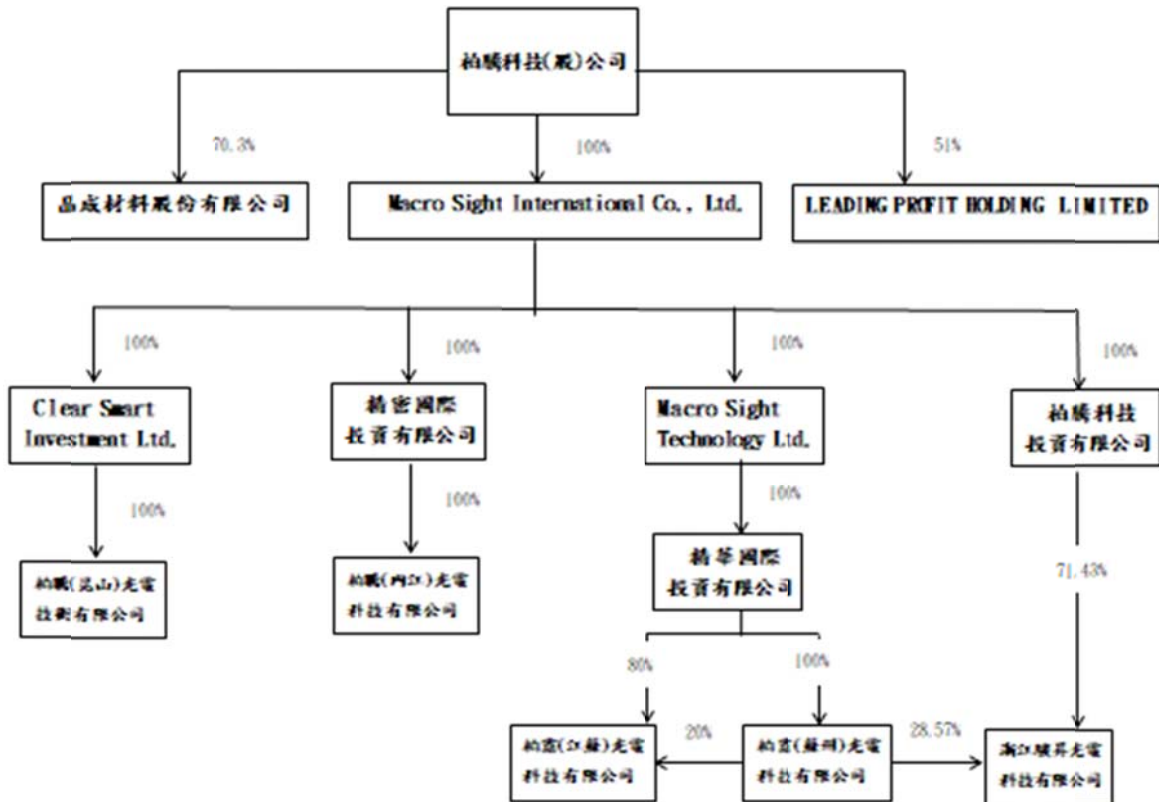 柏騰科技(股)公司
70.3%
100%
51%
晶成材料股份有限公司
Macro Sight International Co., Ltd.
LEADING PROFIT HOLDING LIMITED
100%
100%
100%
100%
Clear Smart
Investment Ltd.
精密國際
投資有限公司
Macro Sight
Technology Ltd.
柏騰科技
投資有限公司
100%
100%
100%
71.43%
柏騰(昆山)光電
技術有限公司
柏騰(內江)光電
科技有限公司
精華國際
投資有限公司
80%
100%
柏霆(江蘇)光電
科技有限公司
20%
柏霆(蘇州)光電
科技有限公司
28.57%
浙江昇光電
科技有限公司